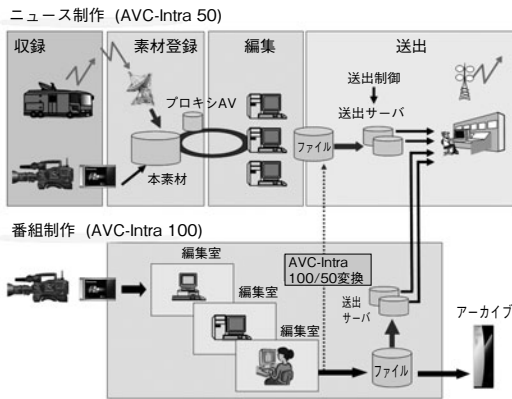 ニュース制作 (AVC-Intra 50)
収録
素材登録
編集
送出
プロキシAV
本素材
ファイル
送出制御
送出サーバ
番組制作 (AVC-Intra 100)
編集室
編集室
編集室
AVC-Intra
100/50変換
送出
サーバ
ファイル
アーカイブ